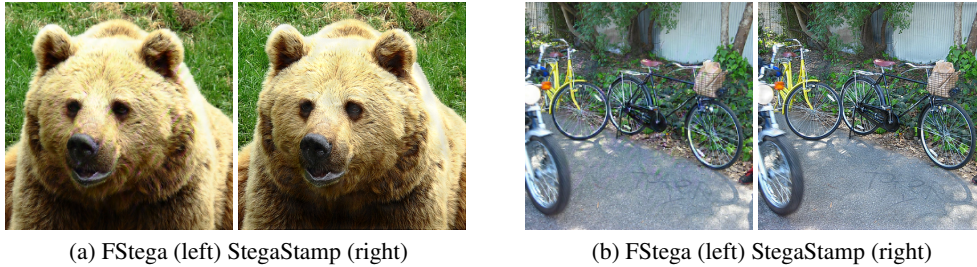 (a) FStega (left) StegaStamp (right)
(b) FStega (left) StegaStamp (right)